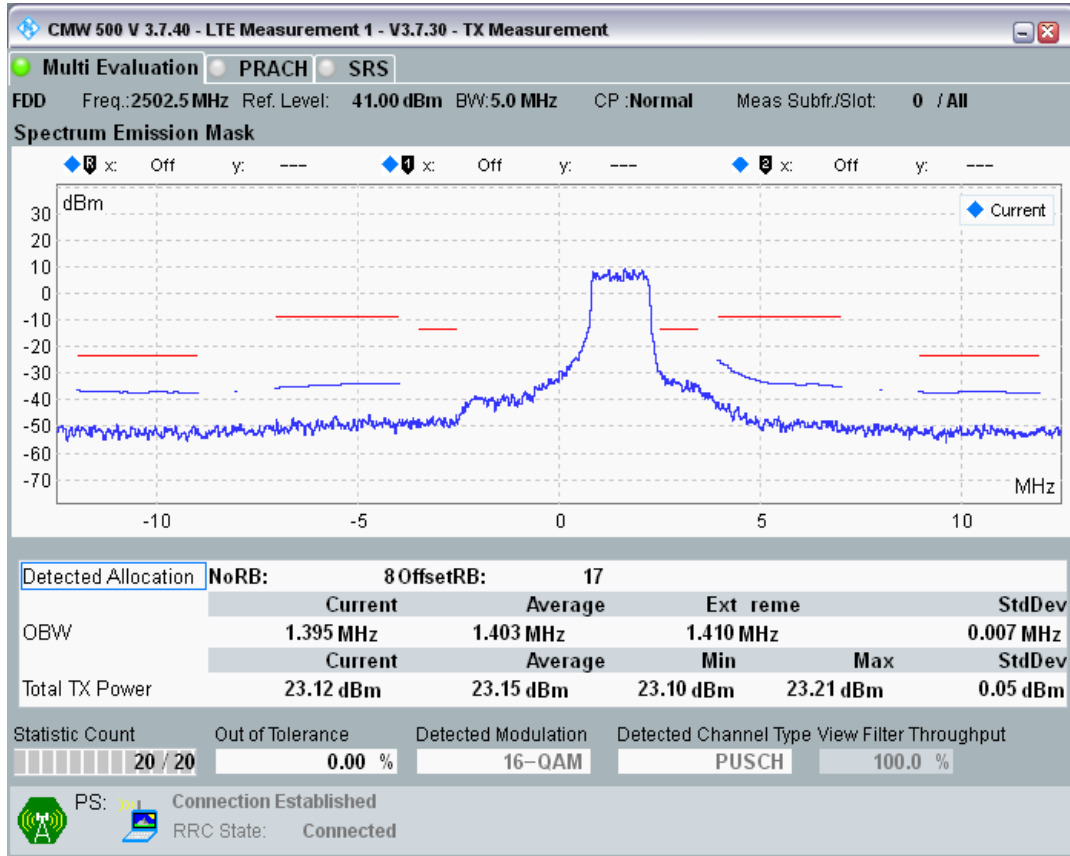 CMW 500 V 3.7.40 - LTE Measurement 1 - V3.7.30 - TX Measurement
Multi Evaluation PRACH SRS
FDD Freq.:2502.5 MHz Ref. Level: 41.00 dBm BW:5.0 MHz CP :Normal Meas Subfr./Slot: 0 / All
Spectrum Emission Mask
R x: Off y: --- 1 x: Off y: --- 2 x: Off y: ---
dBm
Current
30
20
10
0
-10
-20
-30
-40
-50
-60
-70
MHz
-10 -5 0 5 10
Detected Allocation NoRB: 8 OffsetRB: 17
Current Average Ext reme StdDev
OBW 1.395 MHz 1.403 MHz 1.410 MHz 0.007 MHz
Current Average Min Max StdDev
Total TX Power 23.12 dBm 23.15 dBm 23.10 dBm 23.21 dBm 0.05 dBm
Statistic Count Out of Tolerance Detected Modulation Detected Channel Type View Filter Throughput
20 / 20 0.00 % 16-QAM PUSCH 100.0 %
PS: Connection Established
RRC State: Connected